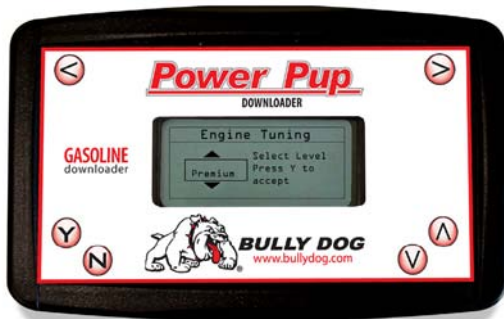 < >
Power Pup
DOWNLOADER
Engine Tuning
Select Level
Press Y to
Premium
accept
GASOLINE
downloader
Y
N
BULLY DOG
®
www.bullydog.com